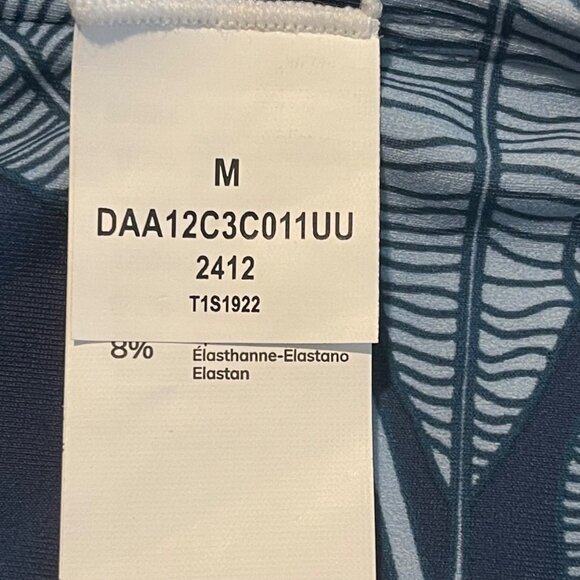 M
DAA12C3C011UU
2412
T1S1922
8%
Élasthanne-Elastano
Elastan